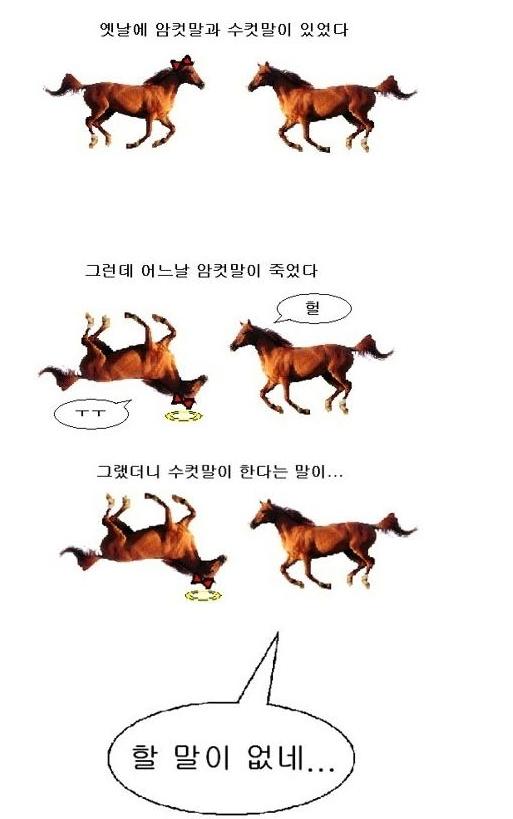 옛날에 암컷말과 수컷말이 있었다
그런데 어느날 암컷말이 죽었다
헐
ㅜㅜ
그랬더니 수컷말이 한다는 말이...
할 말이 없네...